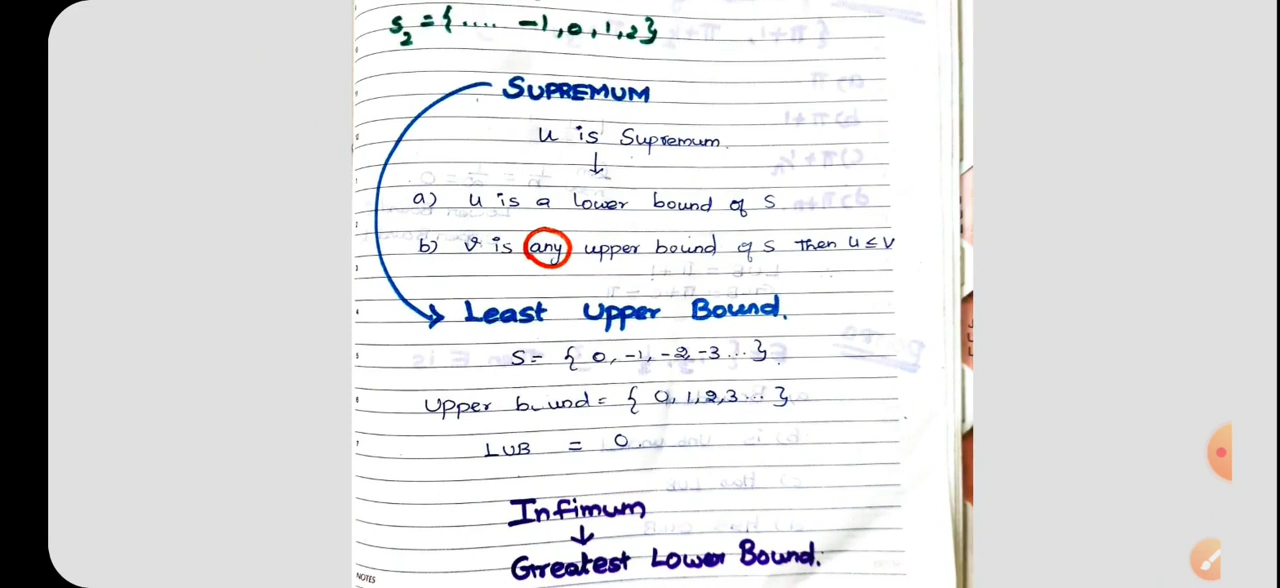 S₂ = {.... -1, 0, 1, 2}
SUPREMUM
u is Supremum.
↓
a) u is a lower bound of S
b) v is any upper bound of S then u ≤ v
Least Upper Bound.
S = { 0, -1, -2, -3 ... }.
Upper bound = { 0, 1, 2, 3 ... }
LUB = 0.
Infimum
↓
Greatest Lower Bound.
NOTES